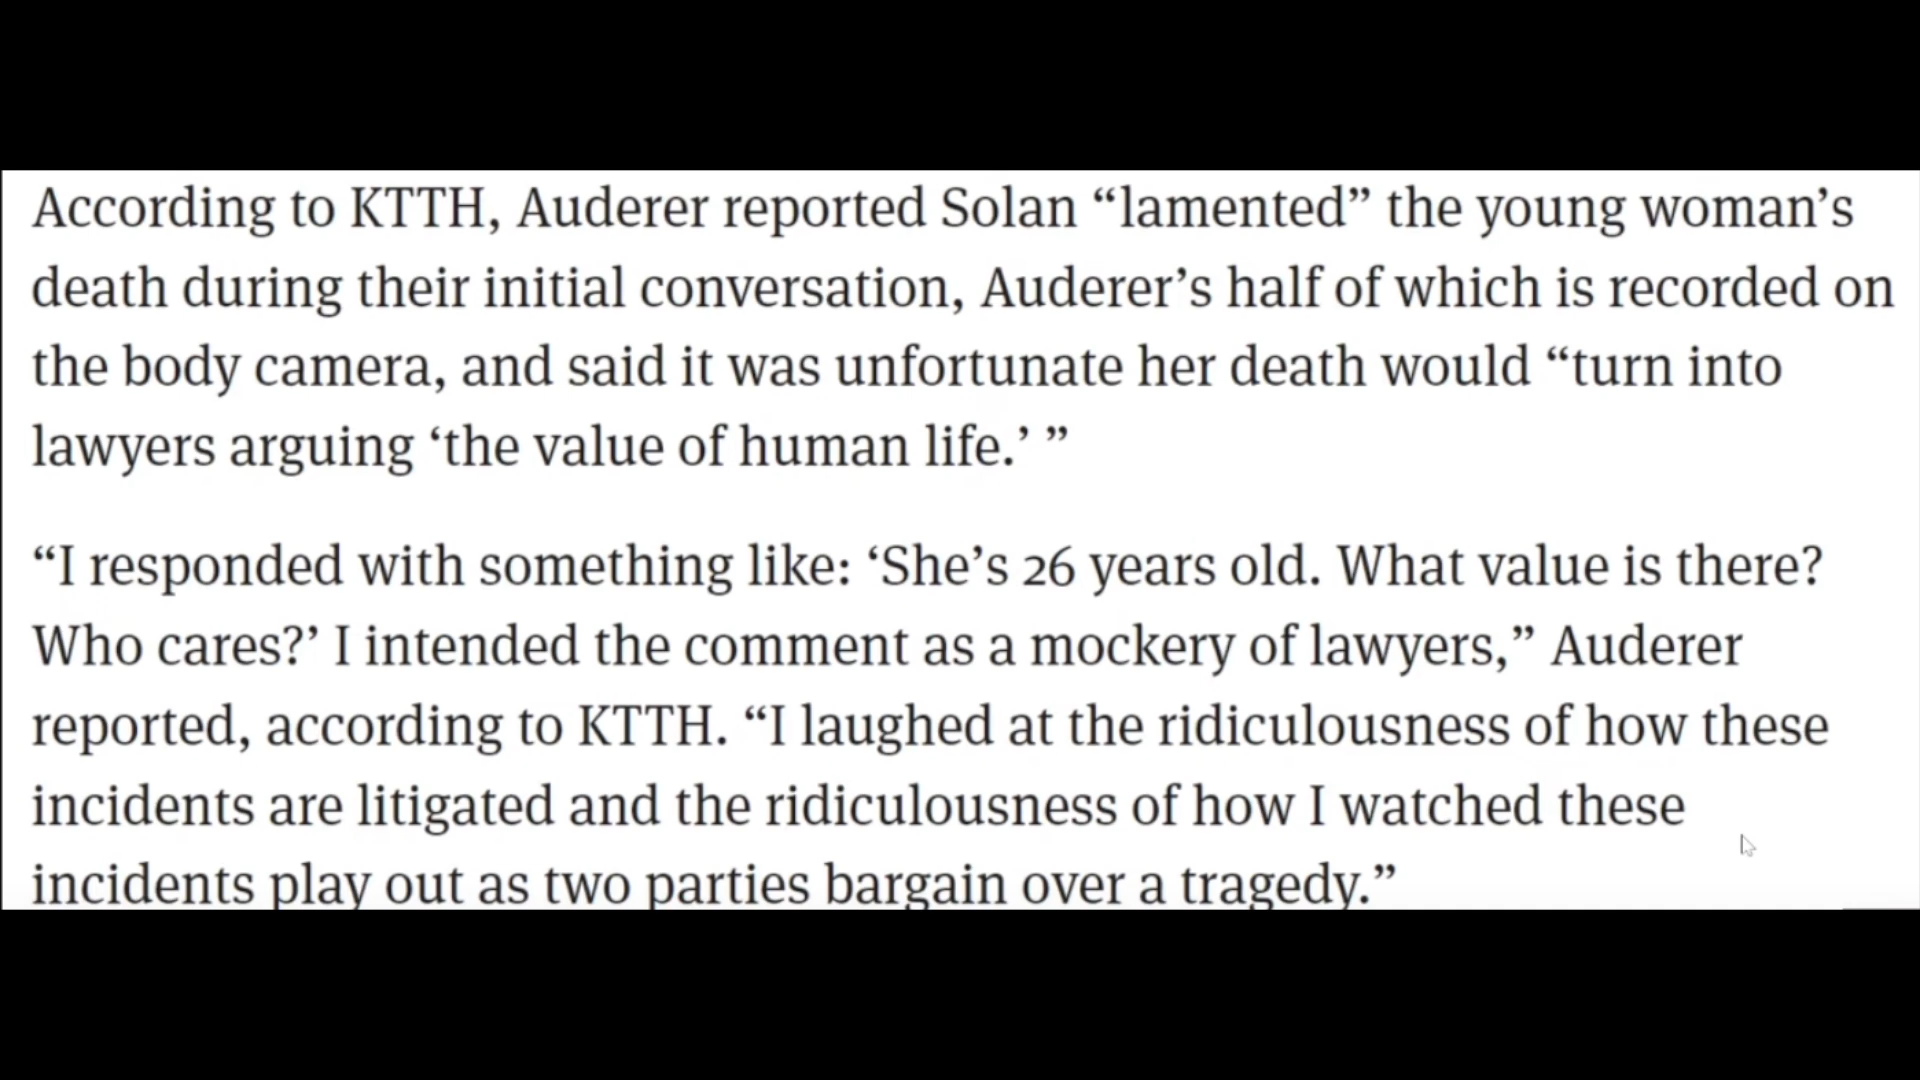 According to KTTH, Auderer reported Solan “lamented” the young woman’s
death during their initial conversation, Auderer’s half of which is recorded on
the body camera, and said it was unfortunate her death would “turn into
lawyers arguing ‘the value of human life.’ ”
“I responded with something like: ‘She’s 26 years old. What value is there?
Who cares?’ I intended the comment as a mockery of lawyers,” Auderer
reported, according to KTTH. “I laughed at the ridiculousness of how these
incidents are litigated and the ridiculousness of how I watched these
incidents play out as two parties bargain over a tragedy.”